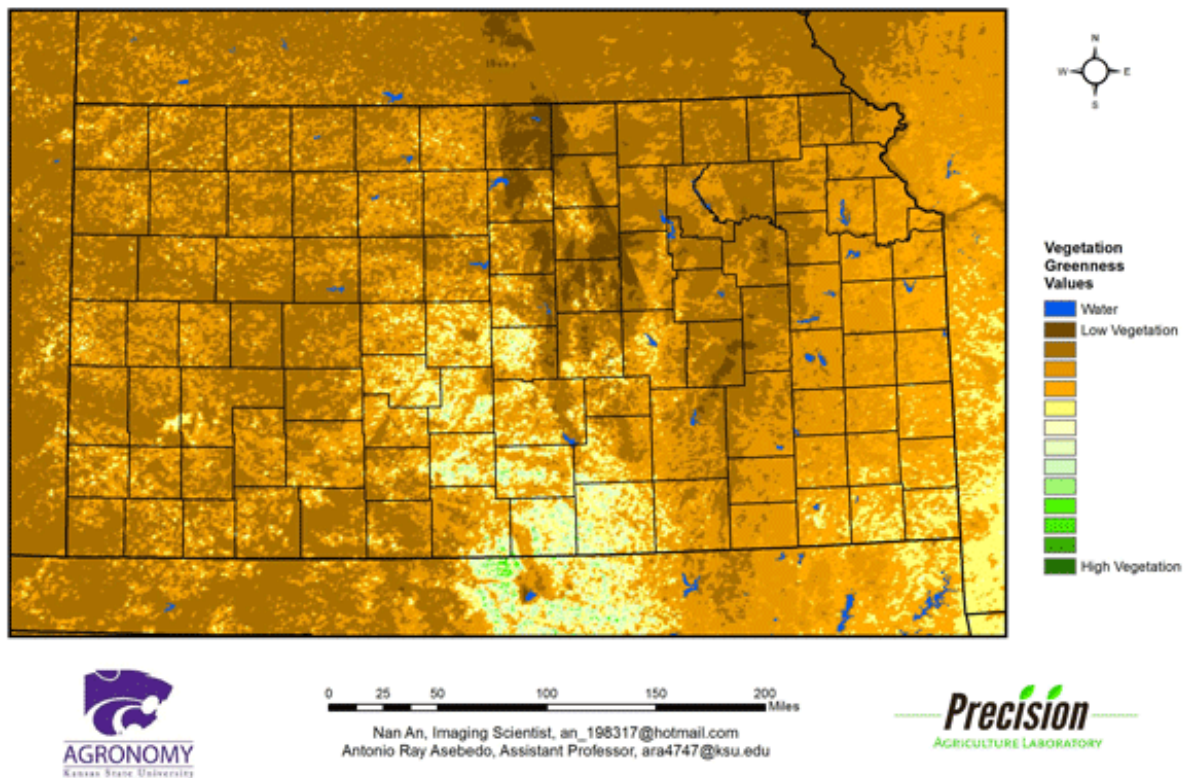 N
W E
S
Vegetation
Greenness
Values
Water
Low Vegetation
High Vegetation
0 25 50 100 150 200
Miles
Nan An, Imaging Scientist, an_198317@hotmail.com
Antonio Ray Asebedo, Assistant Professor, ara4747@ksu.edu
AGRONOMY
Kansas State University
Precision
AGRICULTURE LABORATORY